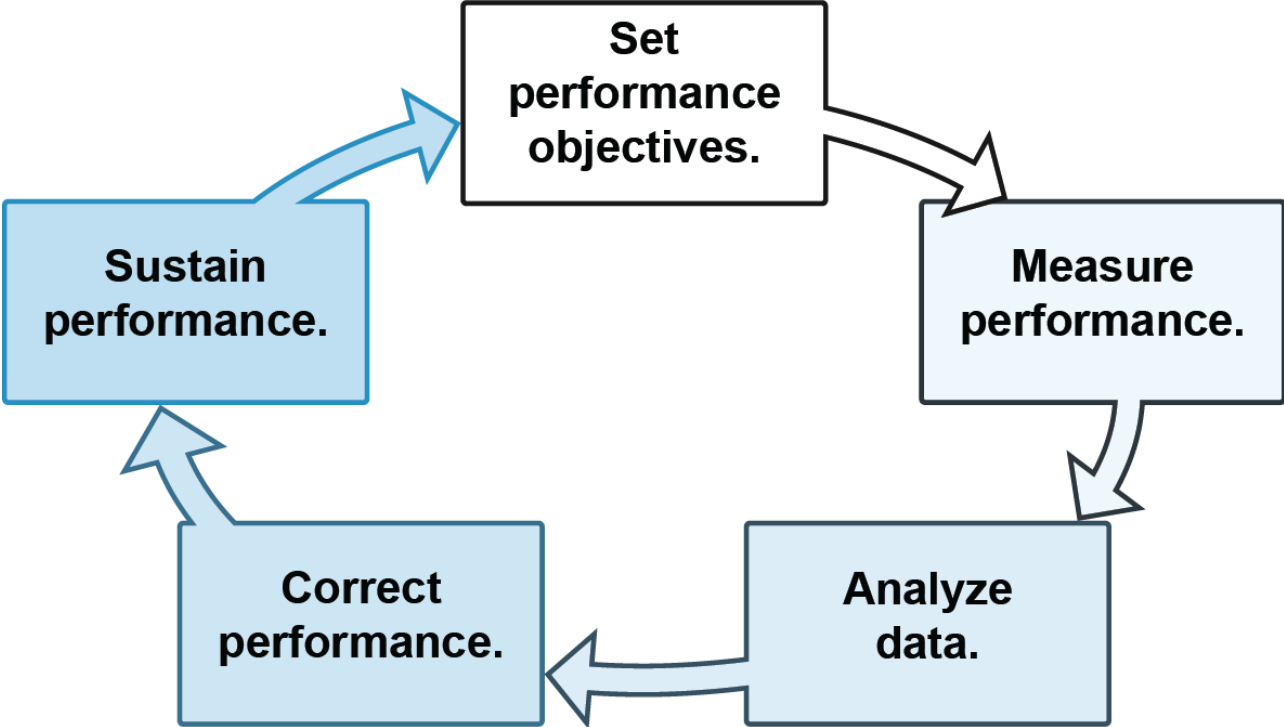 Set
performance
objectives.
Measure
performance.
Analyze
data.
Correct
performance.
Sustain
performance.